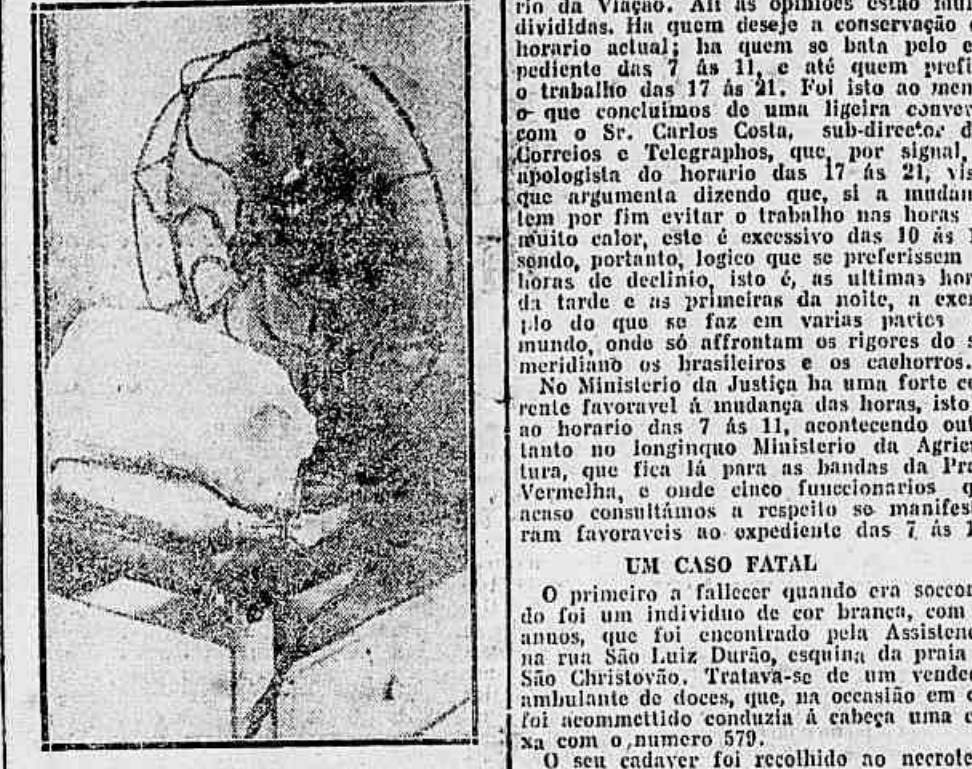 rio da Viação. Ali as opiniões estão mui
divididas. Ha quem deseje a conservação
horario actual; ha quem se bata pelo e
pediente das 7 ás 11, e até quem prefi
o trabalho das 17 ás 21. Foi isto ao men
o que concluimos de uma ligeira conver
com o Sr. Carlos Costa, sub-director d
Correios e Telegraphos, que, por signal,
apologista do horario das 17 ás 21, vis
que argumenta dizendo que, si a mudan
tem por fim evitar o trabalho nas horas
muito calor, este é excessivo das 10 ás
sendo, portanto, logico que se preferissem
horas de declinio, isto é, as ultimas hor
da tarde e as primeiras da noite, a exem
plo do que se faz em varias partes
mundo, onde só affrontam os rigores do s
meridiano os brasileiros e os cachorros.
No Ministerio da Justiça ha uma forte co
rente favoravel á mudança das horas, isto
ao horario das 7 ás 11, acontecendo out
tanto no longinquo Ministerio da Agric
tura, que fica lá para as bandas da Pra
Vermelha, e onde cinco funccionarios q
acaso consultámos a respeito se manifes
ram favoraveis ao expediente das 7 ás 1
UM CASO FATAL
O primeiro a fallecer quando era soccor
do foi um individuo de cor branca, com
annos, que foi encontrado pela Assisten
na rua São Luiz Durão, esquina da praia
São Christovão. Tratava-se de um vende
ambulante de doces, que, na occasião em
foi acommettido conduzia á cabeça uma c
xa com o numero 579.
O seu cadaver foi recolhido ao necrote